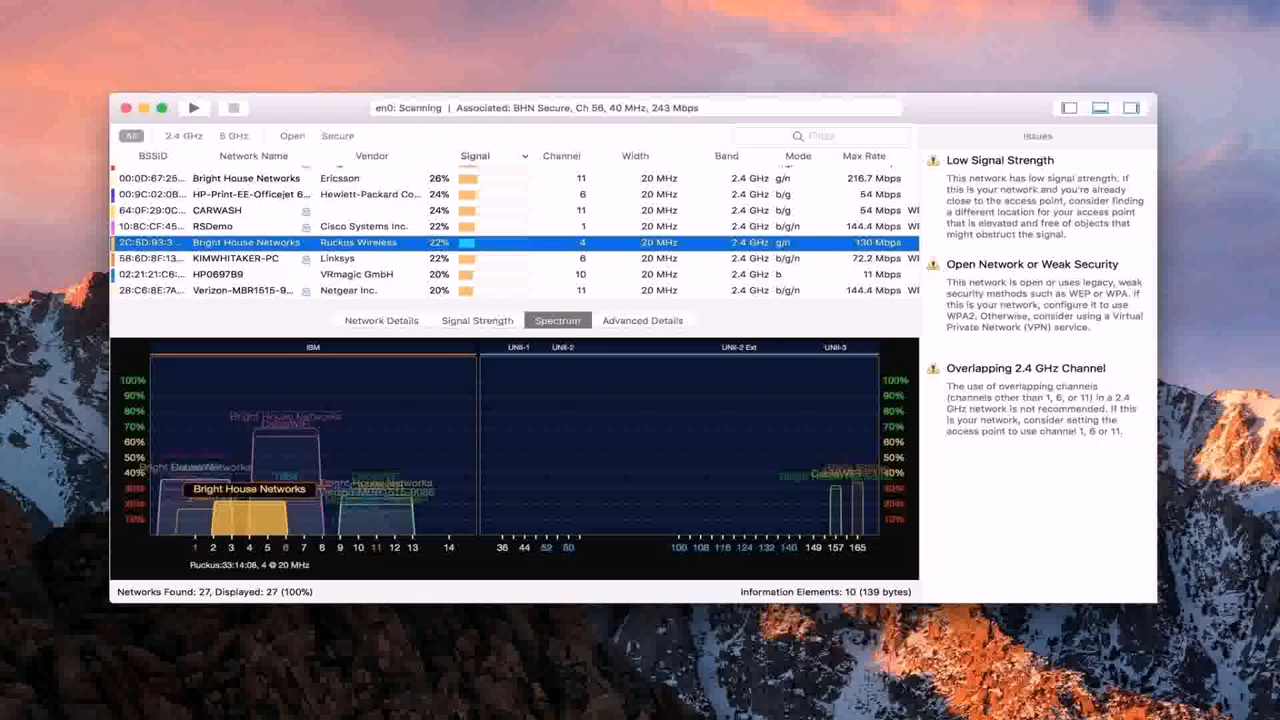 en0: Scanning | Associated: BHN Secure, Ch 56, 40 MHz, 243 Mbps
All 2.4 GHz 5 GHz Open Secure Issues
BSSID Network Name Vendor Signal Channel Width Band Mode Max Rate
00:0D:67:25... Bright House Networks Ericsson 26% 11 20 MHz 2.4 GHz g/n 216.7 Mbps
00:9C:02:0B... HP-Print-EE-Officejet 6... Hewlett-Packard Co... 24% 6 20 MHz 2.4 GHz b/g 54 Mbps
64:0F:29:0C... CARWASH 24% 11 20 MHz 2.4 GHz b/g 54 Mbps WI
10:8C:CF:45... RSDemo Cisco Systems Inc. 22% 1 20 MHz 2.4 GHz b/g/n 144.4 Mbps WI
2C:5D:93:3... Bright House Networks Ruckus Wireless 22% 4 20 MHz 2.4 GHz g/n 130 Mbps
58:6D:8F:13... KIMWHITAKER-PC Linksys 22% 6 20 MHz 2.4 GHz b/g/n 72.2 Mbps WI
02:21:21:C6:... HP0697B9 VRmagic GmbH 20% 10 20 MHz 2.4 GHz b 11 Mbps
28:C6:8E:7A... Verizon-MBR1515-9... Netgear Inc. 20% 11 20 MHz 2.4 GHz b/g/n 144.4 Mbps WI
Network Details Signal Strength Spectrum Advanced Details
ISM UNII-1 UNII-2 UNII-2 Ext UNII-3
100% 100%
90% 90%
80% 80%
Bright House Networks
CableWiFi
70% 70%
60% 60%
50% 50%
40% 40%
Bright House Networks
30% 30%
20% 20%
10% 10%
1 2 3 4 5 6 7 8 9 10 11 12 13 14 36 44 52 60 100 108 116 124 132 140 149 157 165
Ruckus:33:14:08, 4 @ 20 MHz
Networks Found: 27, Displayed: 27 (100%) Information Elements: 10 (139 bytes)
Low Signal Strength
This network has low signal strength. If
this is your network and you're already
close to the access point, consider finding
a different location for your access point
that is elevated and free of objects that
might obstruct the signal.
Open Network or Weak Security
This network is open or uses legacy, weak
security methods such as WEP or WPA. If
this is your network, configure it to use
WPA2. Otherwise, consider using a Virtual
Private Network (VPN) service.
Overlapping 2.4 GHz Channel
The use of overlapping channels
(channels other than 1, 6, or 11) in a 2.4
GHz network is not recommended. If this
is your network, consider setting the
access point to use channel 1, 6 or 11.